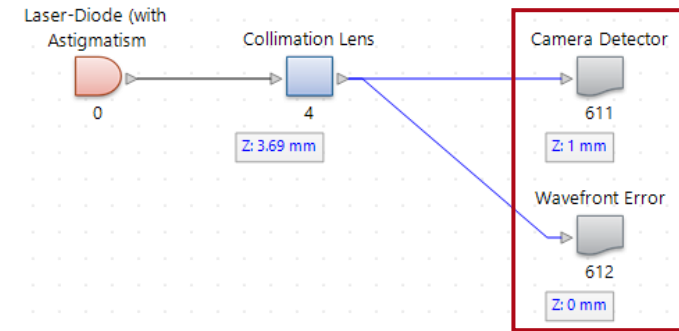 Laser-Diode (with
Astigmatism
Collimation Lens
Camera Detector
0
4
611
Z: 3.69 mm
Z: 1 mm
Wavefront Error
612
Z: 0 mm